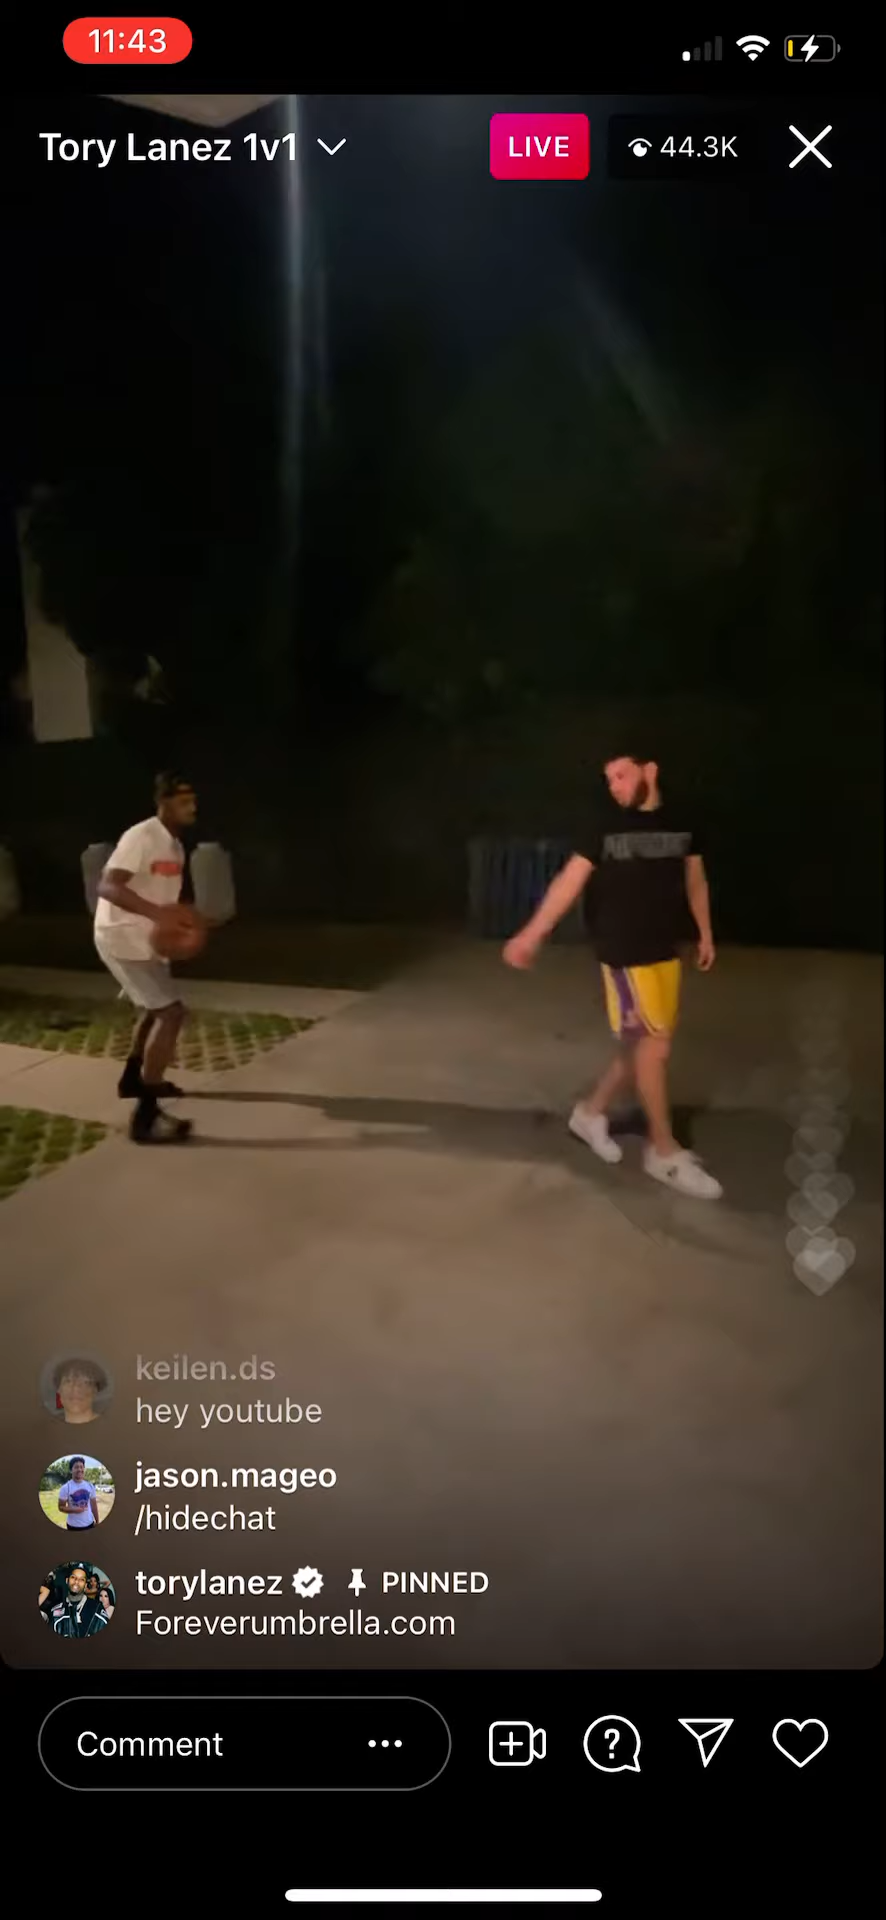 11:43
Tory Lanez 1v1
LIVE
44.3K
keilen.ds
hey youtube
jason.mageo
/hidechat
torylanez PINNED
Foreverumbrella.com
Comment